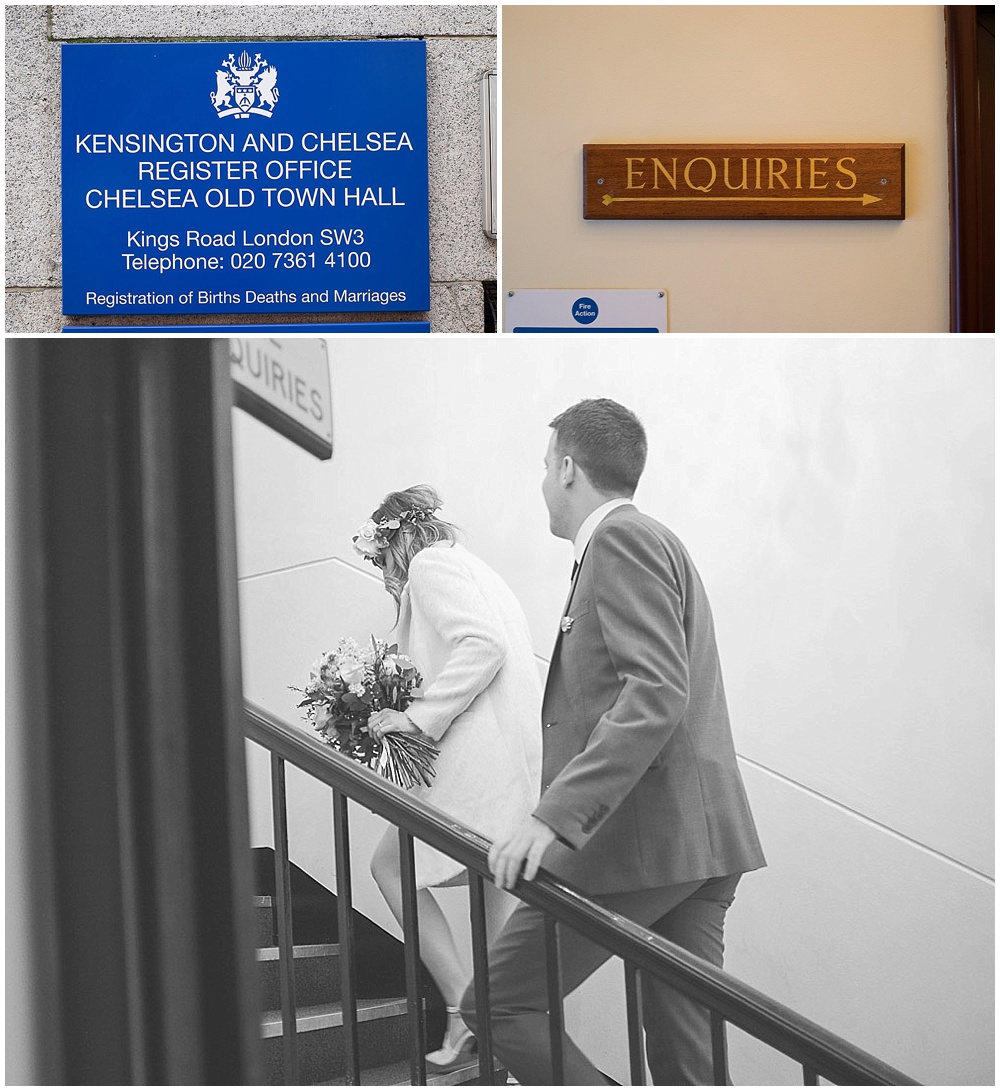 KENSINGTON AND CHELSEA
REGISTER OFFICE
CHELSEA OLD TOWN HALL
Kings Road London SW3
Telephone: 020 7361 4100
Registration of Births Deaths and Marriages
ENQUIRIES
Fire
Action
QUIRIES